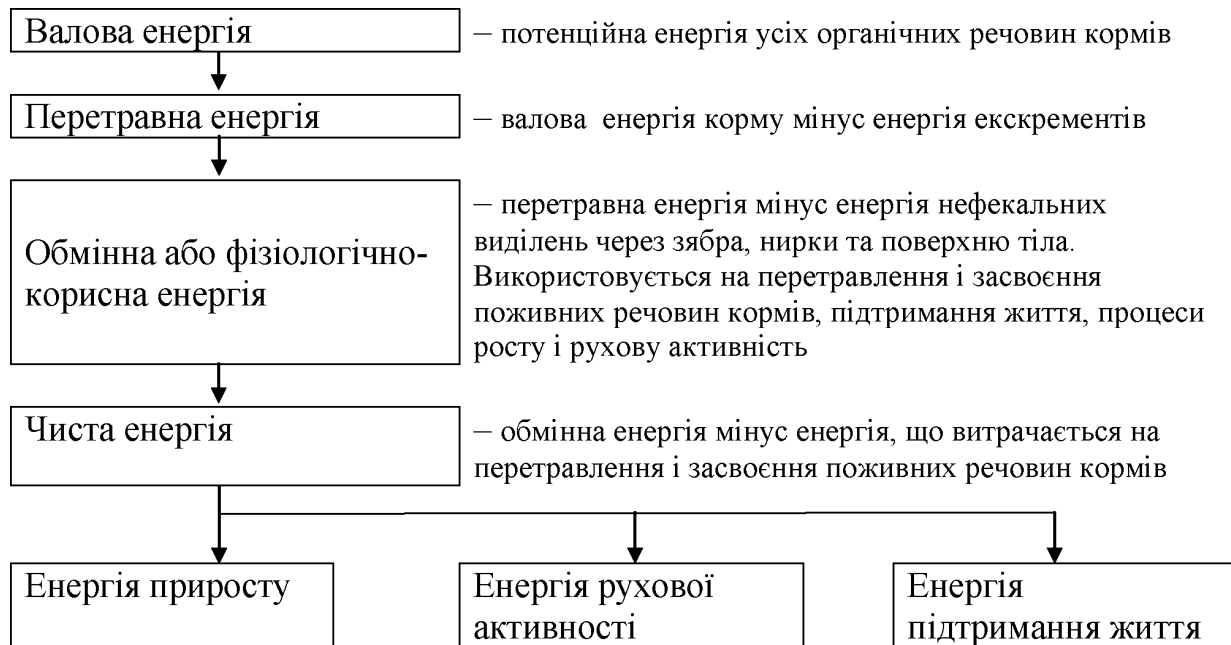 Валова енергія
– потенційна енергія усіх органічних речовин кормів
Перетравна енергія
– валова енергія корму мінус енергія екскрементів
Обмінна або фізіологічно-
корисна енергія
– перетравна енергія мінус енергія нефекальних
виділень через зябра, нирки та поверхню тіла.
Використовується на перетравлення і засвоєння
поживних речовин кормів, підтримання життя, процеси
росту і рухову активність
Чиста енергія
– обмінна енергія мінус енергія, що витрачається на
перетравлення і засвоєння поживних речовин кормів
Енергія приросту
Енергія рухової
активності
Енергія
підтримання життя